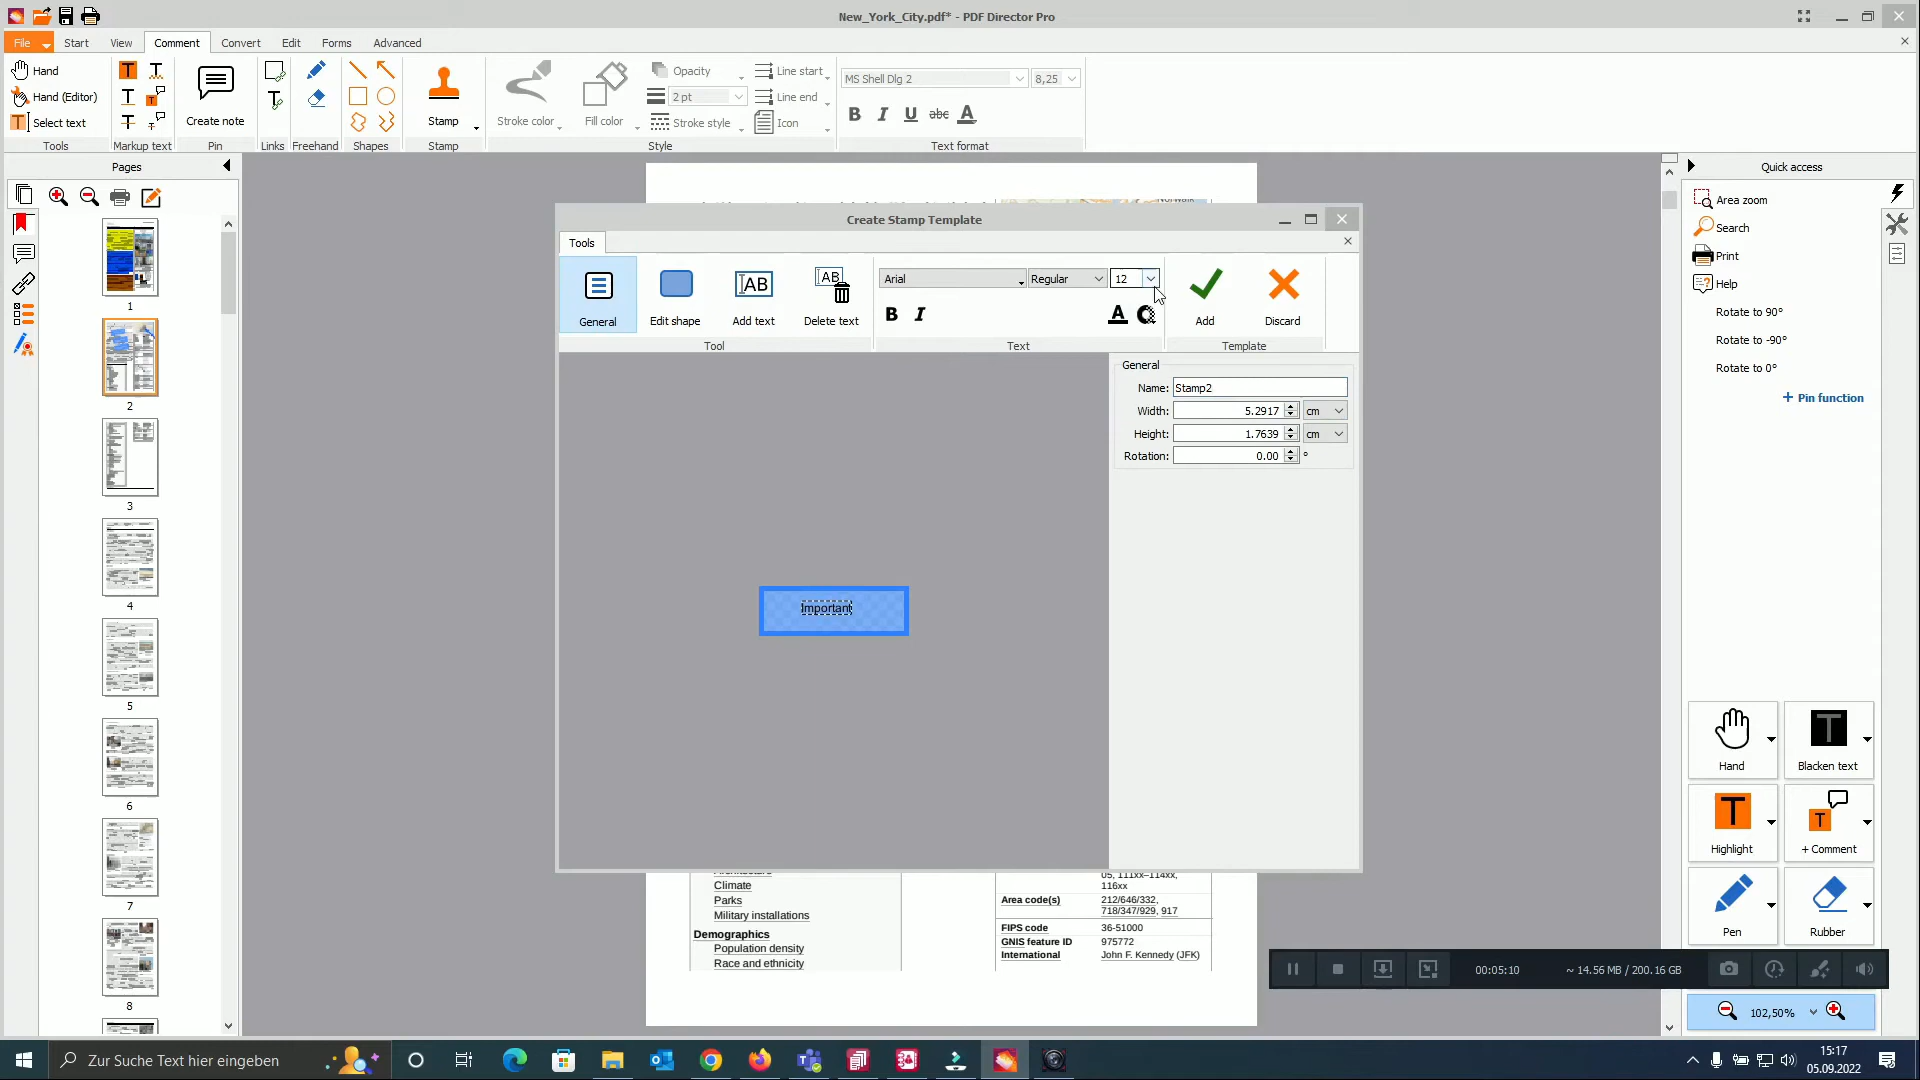 New_York_City.pdf* - PDF Director Pro
File
Start
View
Comment
Convert
Edit
Forms
Advanced
Hand
Hand (Editor)
Select text
Tools
Markup text
Create note
Pin
Links
Freehand
Shapes
Stamp
Stamp
Stroke color
Fill color
Opacity
2 pt
Stroke style
Line start
Line end
Icon
Style
MS Shell Dlg 2
8,25
B I U abc A
Text format
Pages
1
2
3
4
5
6
7
8
Create Stamp Template
Tools
General
Edit shape
Add text
Delete text
Tool
Arial
Regular
12
B I
A
Text
Add
Discard
Template
Important
General
Name: Stamp2
Width: 5.2917 cm
Height: 1.7639 cm
Rotation: 0.00 °
Climate
Parks
Military installations
Demographics
Population density
Race and ethnicity
05, 111xx–114xx,
116xx
Area code(s) 212/646/332,
718/347/929, 917
FIPS code 36-51000
GNIS feature ID 975772
International John F. Kennedy (JFK)
Quick access
Area zoom
Search
Print
Help
Rotate to 90°
Rotate to -90°
Rotate to 0°
+ Pin function
Hand
Blacken text
Highlight
+ Comment
Pen
Rubber
00:05:10
~ 14.56 MB / 200.16 GB
102,50%
Zur Suche Text hier eingeben
15:17
05.09.2022